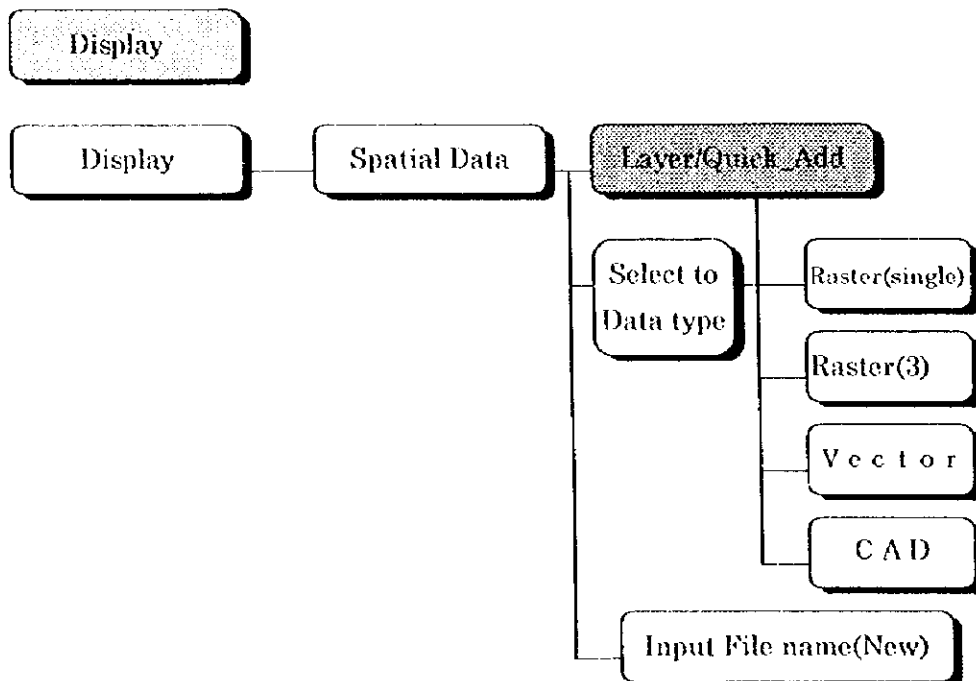 Display
Display
Spatial Data
Layer/Quick_Add
Select to
Data type
Raster(single)
Raster(3)
Vector
CAD
Input File name(New)